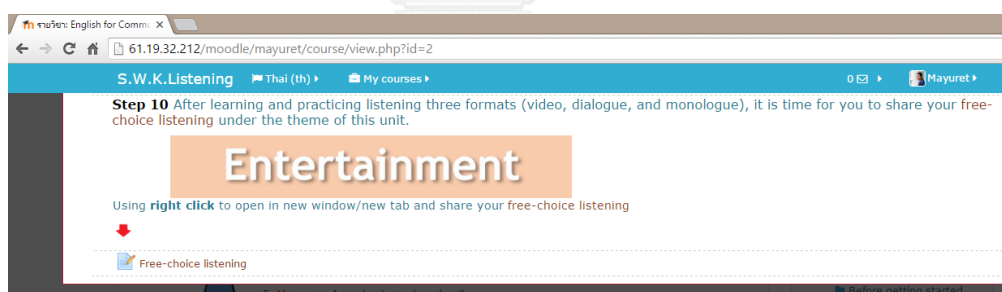 รายวิชา: English for Comm
61.19.32.212/moodle/mayuret/course/view.php?id=2
S.W.K.Listening Thai (th) My courses 0 Mayuret
Step 10 After learning and practicing listening three formats (video, dialogue, and monologue), it is time for you to share your free-
choice listening under the theme of this unit.
Entertainment
Using right click to open in new window/new tab and share your free-choice listening
Free-choice listening
Before getting started